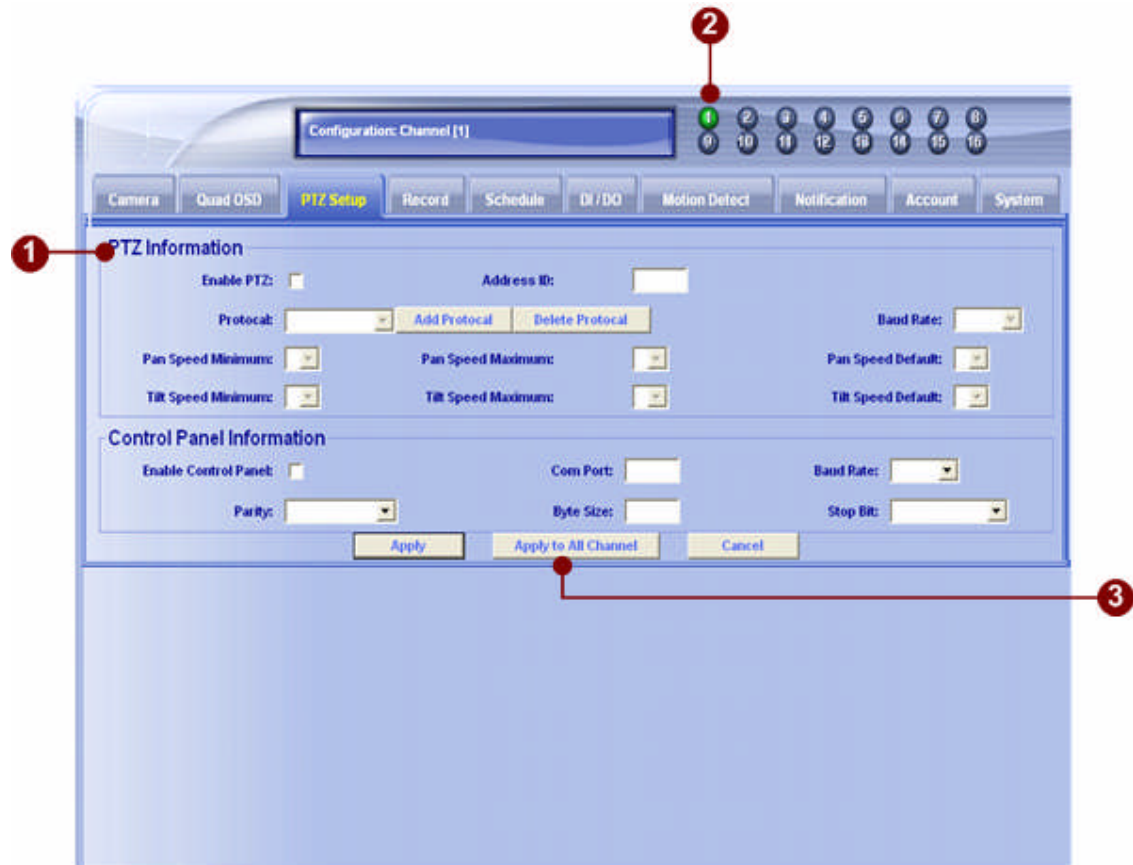 2
Configuration: Channel [1]
1 2 3 4 5 6 7 8
9 10 11 12 13 14 15 16
Camera Quad OSD PTZ Setup Record Schedule DI / DO Motion Detect Notification Account System
1
PTZ Information
Enable PTZ: Address ID:
Protocal: Add Protocal Delete Protocal Baud Rate:
Pan Speed Minimum: Pan Speed Maximum: Pan Speed Default:
Tilt Speed Minimum: Tilt Speed Maximum: Tilt Speed Default:
Control Panel Information
Enable Control Panel: Com Port: Baud Rate:
Parity: Byte Size: Stop Bit:
Apply Apply to All Channel Cancel
3